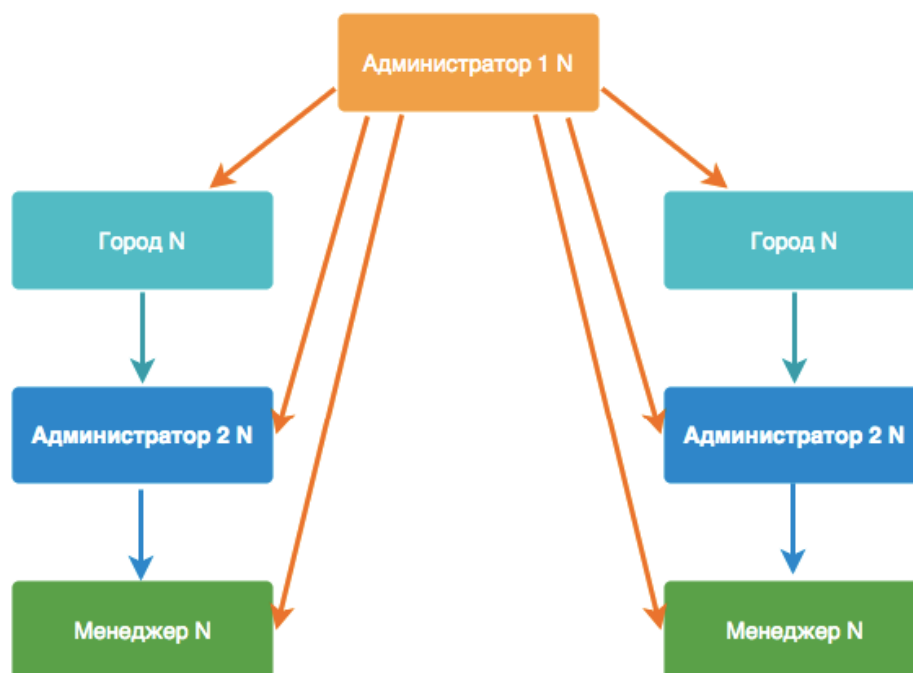 Администратор 1 N
Город N
Город N
Администратор 2 N
Администратор 2 N
Менеджер N
Менеджер N